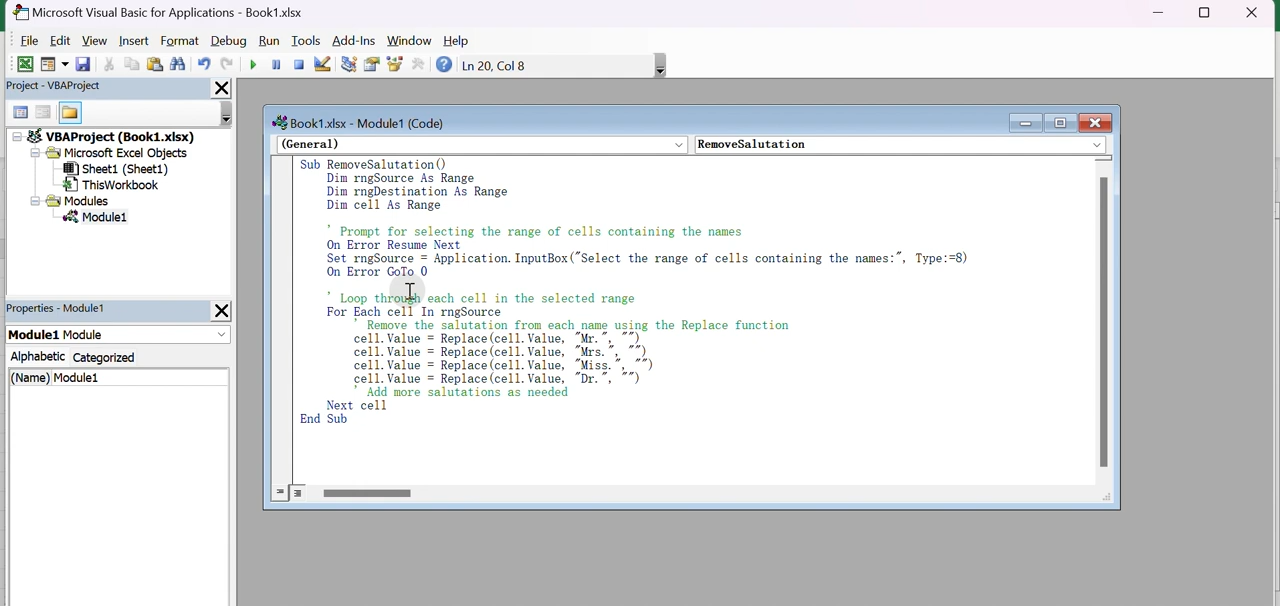 Microsoft Visual Basic for Applications - Book1.xlsx
File Edit View Insert Format Debug Run Tools Add-Ins Window Help
Ln 20, Col 8
Project - VBAProject
VBAProject (Book1.xlsx)
Microsoft Excel Objects
Sheet1 (Sheet1)
ThisWorkbook
Modules
Module1
Properties - Module1
Module1 Module
Alphabetic Categorized
(Name) Module1
Book1.xlsx - Module1 (Code)
(General) RemoveSalutation
Sub RemoveSalutation()
Dim rngSource As Range
Dim rngDestination As Range
Dim cell As Range
' Prompt for selecting the range of cells containing the names
On Error Resume Next
Set rngSource = Application.InputBox("Select the range of cells containing the names:", Type:=8)
On Error GoTo 0
' Loop through each cell in the selected range
For Each cell In rngSource
' Remove the salutation from each name using the Replace function
cell.Value = Replace(cell.Value, "Mr.", "")
cell.Value = Replace(cell.Value, "Mrs.", "")
cell.Value = Replace(cell.Value, "Miss.", "")
cell.Value = Replace(cell.Value, "Dr.", "")
' Add more salutations as needed
Next cell
End Sub